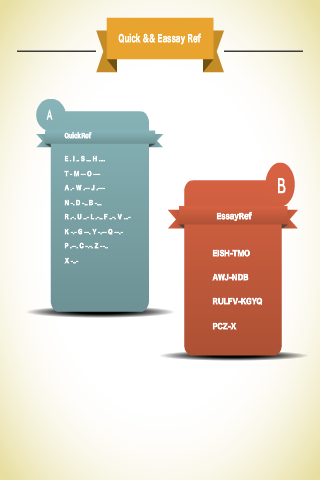 Quick && Eassay Ref
A
QuickRef
E. I.. S... H....
T - M -- O ---
A .- W .-- J .---
N -. D -.. B -...
R .-. U ..- L .-.. F ..-. V ...-
K -.- G --. Y -.-- Q --.-
P .--. C -.-. Z --..
X -..-
B
EssayRef
EISH-TMO
AWJ-NDB
RULFV-KGYQ
PCZ-X